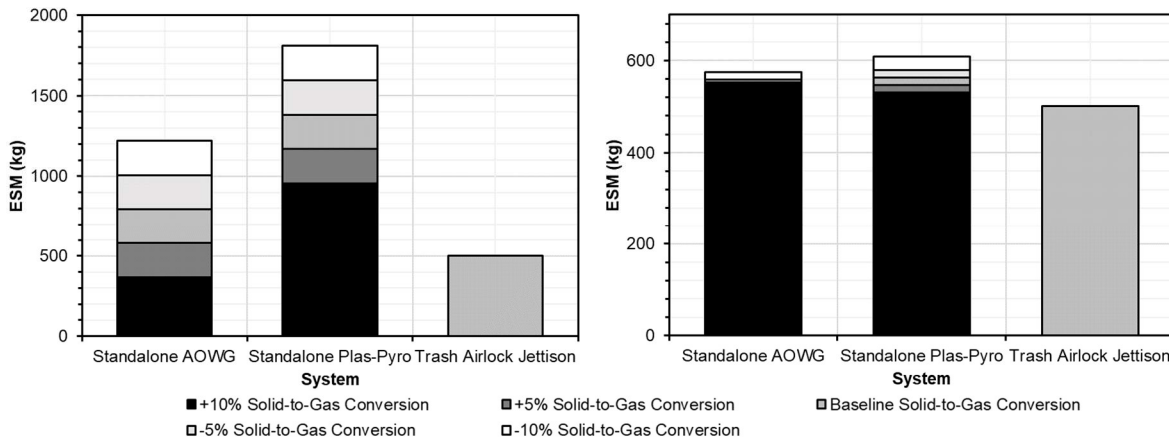 2000
1500
1000
500
0
ESM (kg)
Standalone AOWG Standalone Plas-Pyro Trash Airlock Jettison
System
600
400
200
0
ESM (kg)
Standalone AOWG Standalone Plas-Pyro Trash Airlock Jettison
System
+10% Solid-to-Gas Conversion +5% Solid-to-Gas Conversion Baseline Solid-to-Gas Conversion
-5% Solid-to-Gas Conversion -10% Solid-to-Gas Conversion